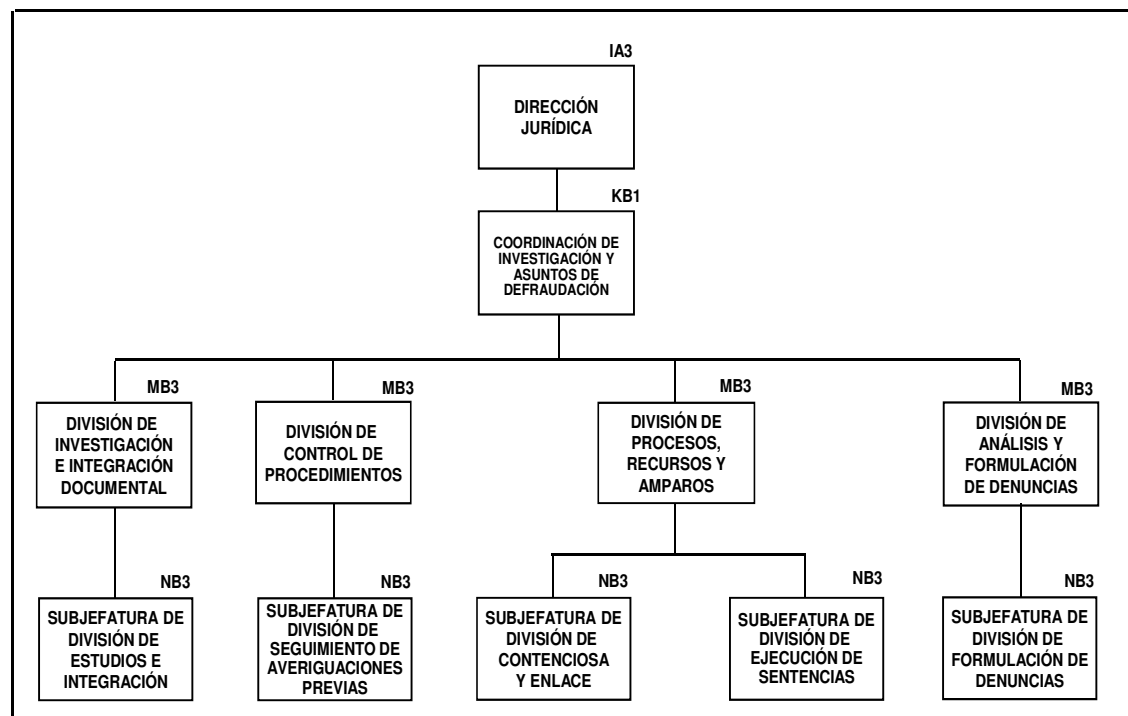 IA3
DIRECCIÓN
JURÍDICA
KB1
COORDINACIÓN DE
INVESTIGACIÓN Y
ASUNTOS DE
DEFRAUDACIÓN
MB3
DIVISIÓN DE
INVESTIGACIÓN
E INTEGRACIÓN
DOCUMENTAL
MB3
DIVISIÓN DE
CONTROL DE
PROCEDIMIENTOS
MB3
DIVISIÓN DE
PROCESOS,
RECURSOS Y
AMPAROS
MB3
DIVISIÓN DE
ANÁLISIS Y
FORMULACIÓN
DE DENUNCIAS
NB3
SUBJEFATURA DE
DIVISIÓN DE
ESTUDIOS E
INTEGRACIÓN
NB3
SUBJEFATURA DE
DIVISIÓN DE
SEGUIMIENTO DE
AVERIGUACIONES
PREVIAS
NB3
SUBJEFATURA DE
DIVISIÓN DE
CONTENCIOSA
Y ENLACE
NB3
SUBJEFATURA DE
DIVISIÓN DE
EJECUCIÓN DE
SENTENCIAS
NB3
SUBJEFATURA DE
DIVISIÓN DE
FORMULACIÓN DE
DENUNCIAS